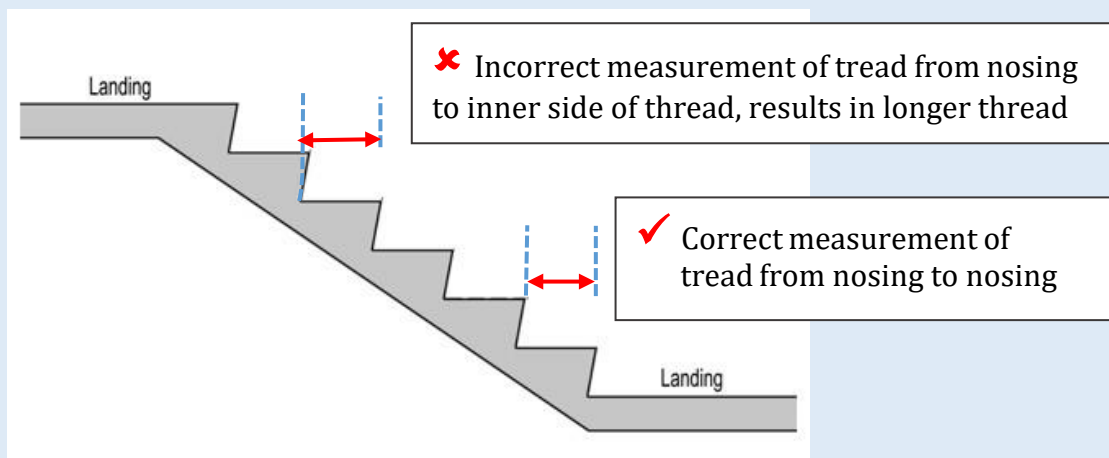 Landing
✘ Incorrect measurement of tread from nosing
to inner side of thread, results in longer thread
✓ Correct measurement of
tread from nosing to nosing
Landing